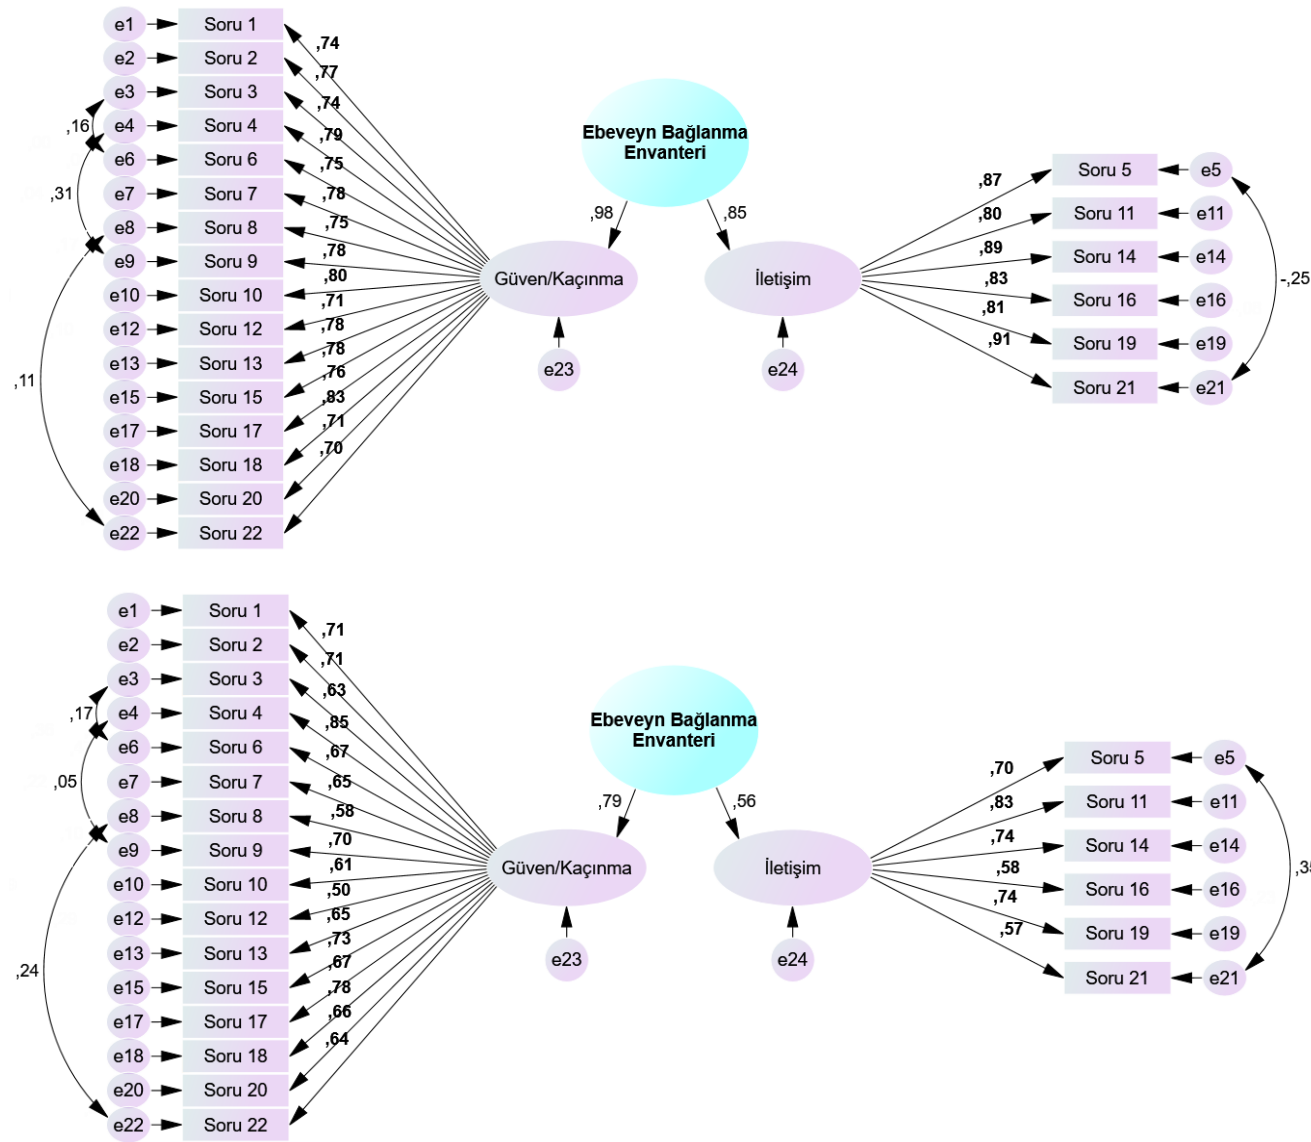 e1 Soru 1
,74
e2 Soru 2
,77
e3 Soru 3
,74
e4 Soru 4
,79
,16
e6 Soru 6
,75
e7 Soru 7
,78
,31
e8 Soru 8
,75
e9 Soru 9
,78
e10 Soru 10
,80
e12 Soru 12
,71
e13 Soru 13
,78
,78
e15 Soru 15
,76
,11
e17 Soru 17
,83
e18 Soru 18
,71
e20 Soru 20
,70
e22 Soru 22
Ebeveyn Bağlanma
Envanteri
,98
,85
Güven/Kaçınma
İletişim
e23
e24
,87
Soru 5 e5
,80
Soru 11 e11
,89
Soru 14 e14
,83
Soru 16 e16
-,25
,81
Soru 19 e19
,91
Soru 21 e21
e1 Soru 1
,71
e2 Soru 2
,71
e3 Soru 3
,63
e4 Soru 4
,85
,17
e6 Soru 6
,67
e7 Soru 7
,65
,05
e8 Soru 8
,58
e9 Soru 9
,70
e10 Soru 10
,61
e12 Soru 12
,50
e13 Soru 13
,65
,73
e15 Soru 15
,67
,24
e17 Soru 17
,78
e18 Soru 18
,66
e20 Soru 20
,64
e22 Soru 22
Ebeveyn Bağlanma
Envanteri
,79
,56
Güven/Kaçınma
İletişim
e23
e24
,70
Soru 5 e5
,83
Soru 11 e11
,74
Soru 14 e14
,58
Soru 16 e16
,74
Soru 19 e19
,57
Soru 21 e21